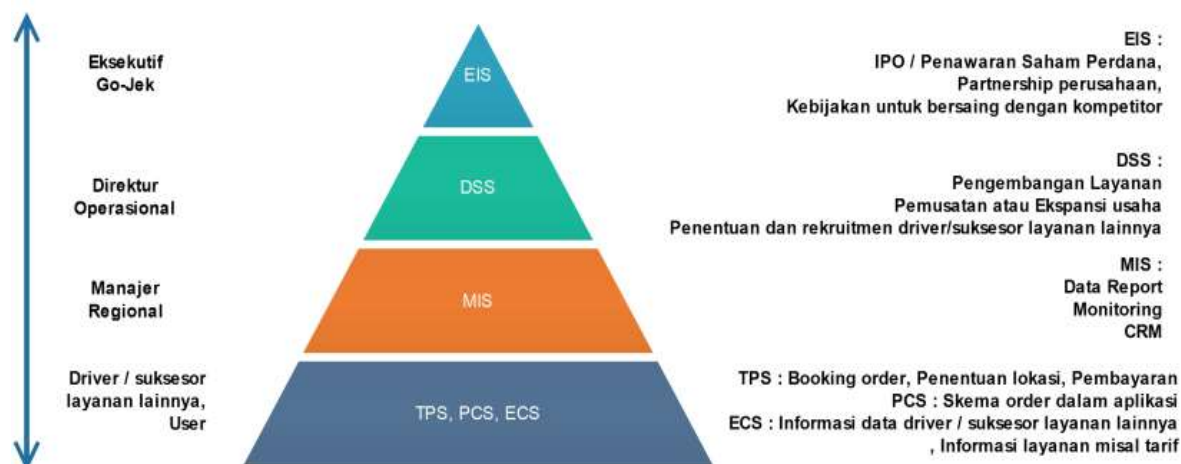 Eksekutif
Go-Jek
EIS
EIS :
IPO / Penawaran Saham Perdana,
Partnership perusahaan,
Kebijakan untuk bersaing dengan kompetitor
Direktur
Operasional
DSS
DSS :
Pengembangan Layanan
Pemusatan atau Ekspansi usaha
Penentuan dan rekruitmen driver/suksesor layanan lainnya
Manajer
Regional
MIS
MIS :
Data Report
Monitoring
CRM
Driver / suksesor
layanan lainnya,
User
TPS, PCS, ECS
TPS : Booking order, Penentuan lokasi, Pembayaran
PCS : Skema order dalam aplikasi
ECS : Informasi data driver / suksesor layanan lainnya
, Informasi layanan misal tarif